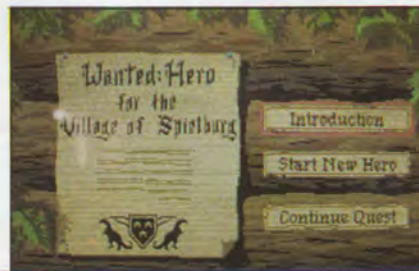 Wanted: Hero
for the
Village of Spielburg
Introduction
Start New Hero
Continue Quest